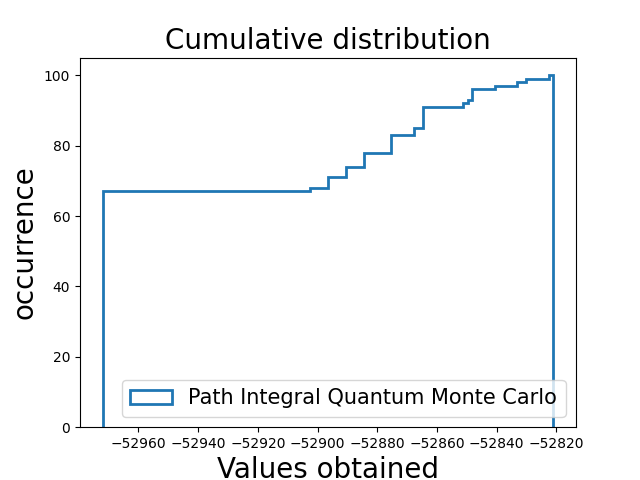 Cumulative distribution
100
80
60
40
20
0
occurrence
Path Integral Quantum Monte Carlo
−52960 −52940 −52920 −52900 −52880 −52860 −52840 −52820
Values obtained